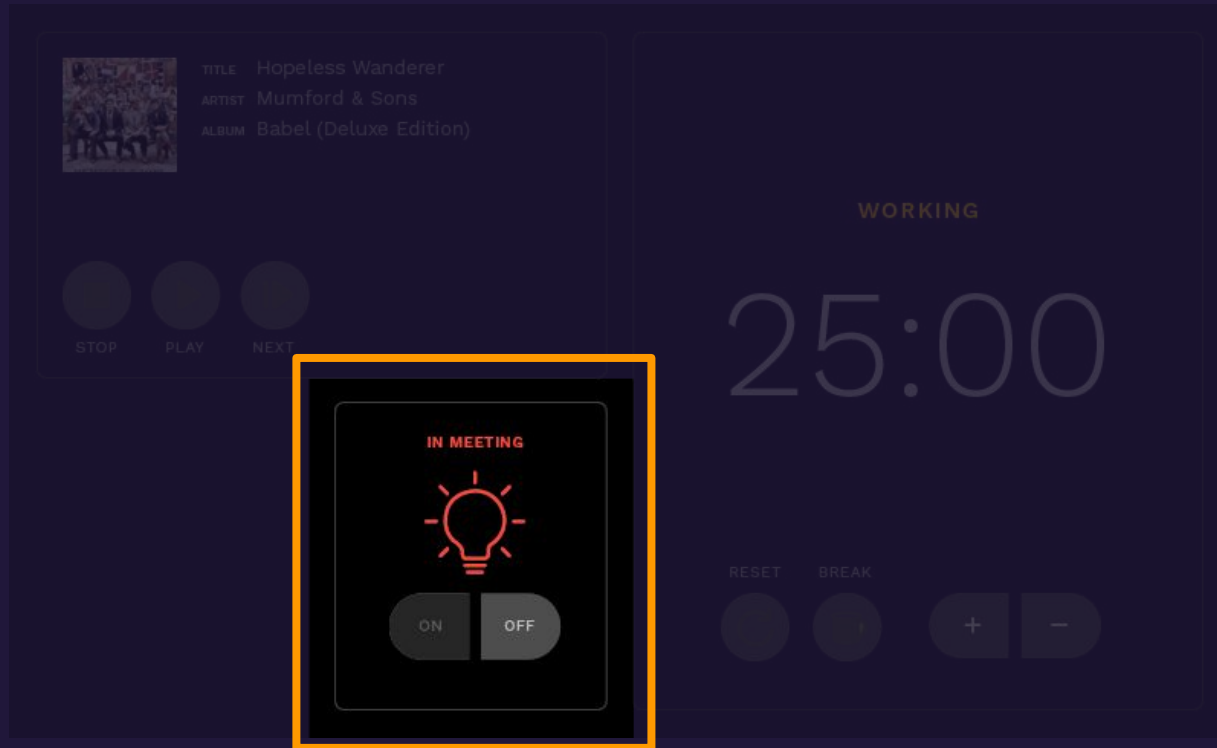 TITLE Hopeless Wanderer
ARTIST Mumford & Sons
ALBUM Babel (Deluxe Edition)
STOP PLAY NEXT
IN MEETING
ON OFF
WORKING
25:00
RESET BREAK
+ −